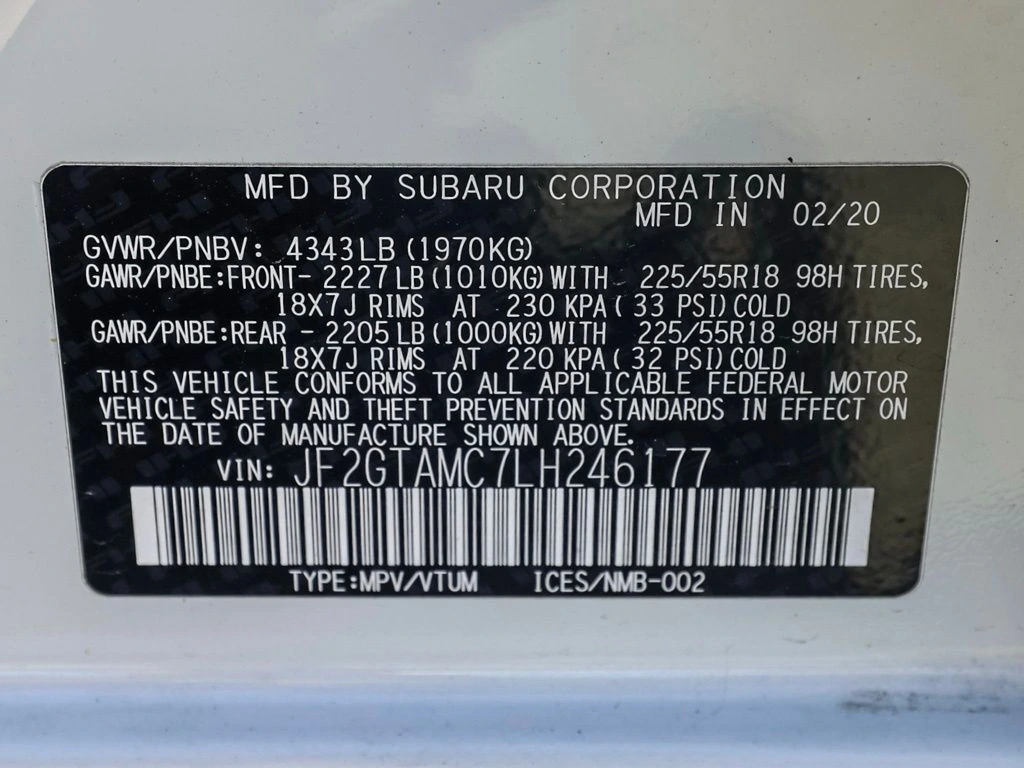 MFD BY SUBARU CORPORATION
MFD IN 02/20
GVWR/PNBV: 4343LB (1970KG)
GAWR/PNBE:FRONT- 2227LB (1010KG)WITH 225/55R18 98H TIRES,
18X7J RIMS AT 230 KPA( 33 PSI)COLD
GAWR/PNBE:REAR - 2205LB (1000KG)WITH 225/55R18 98H TIRES,
18X7J RIMS AT 220 KPA( 32 PSI)COLD
THIS VEHICLE CONFORMS TO ALL APPLICABLE FEDERAL MOTOR
VEHICLE SAFETY AND THEFT PREVENTION STANDARDS IN EFFECT ON
THE DATE OF MANUFACTURE SHOWN ABOVE.
VIN: JF2GTAMC7LH246177
TYPE:MPV/VTUM ICES/NMB-002